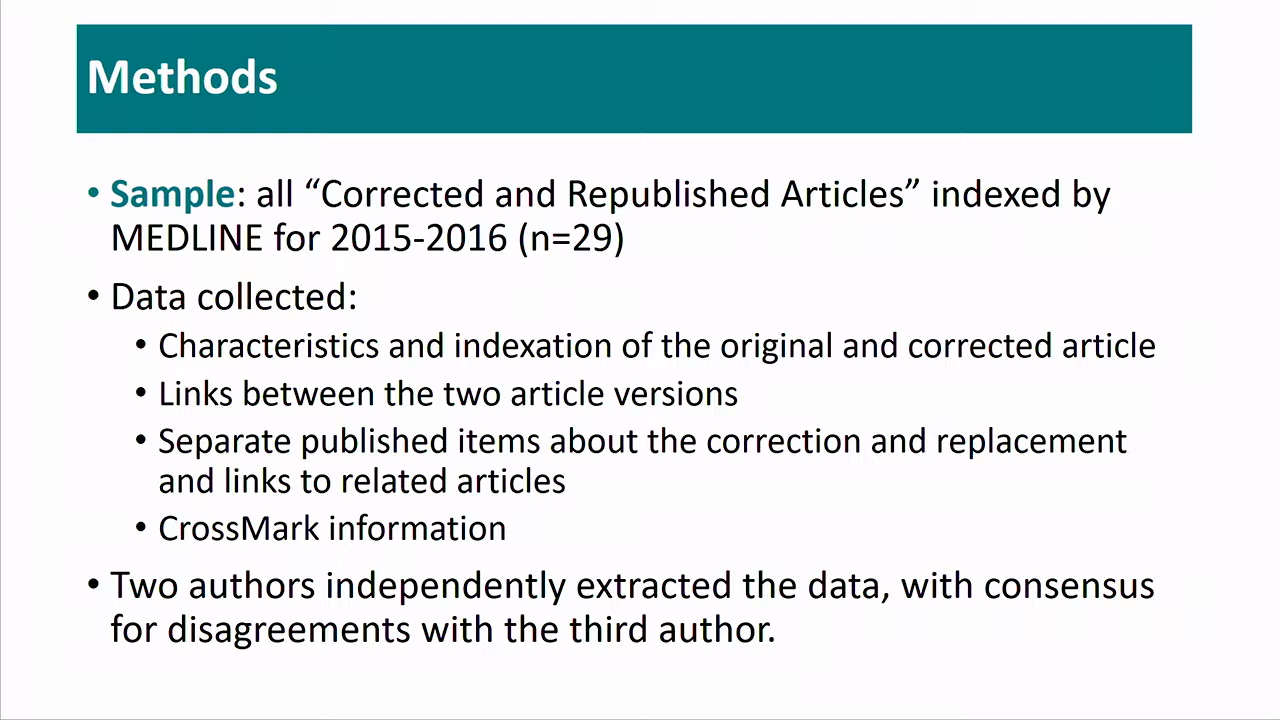 Methods
• Sample: all “Corrected and Republished Articles” indexed by
MEDLINE for 2015-2016 (n=29)
• Data collected:
• Characteristics and indexation of the original and corrected article
• Links between the two article versions
• Separate published items about the correction and replacement
and links to related articles
• CrossMark information
• Two authors independently extracted the data, with consensus
for disagreements with the third author.